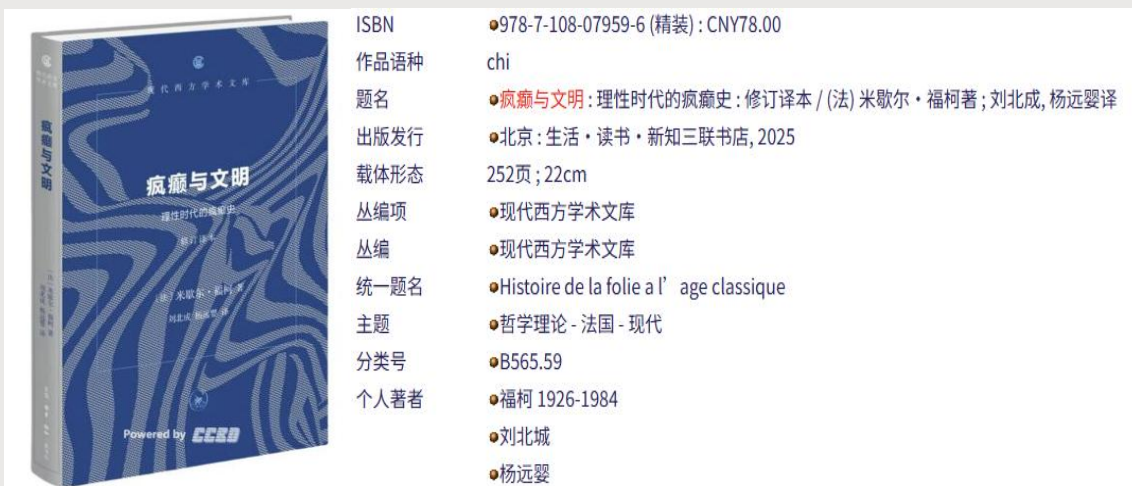 现代西方学术文库
疯癫与文明
理性时代的疯癫史
修订译本
(法) 米歇尔·福柯 著
刘北成 杨远婴 译
Powered by CCRD
疯癫与文明
ISBN ●978-7-108-07959-6 (精装) : CNY78.00
作品语种 chi
题名 ●疯癫与文明 : 理性时代的疯癫史 : 修订译本 / (法) 米歇尔·福柯著 ; 刘北成, 杨远婴译
出版发行 ●北京 : 生活·读书·新知三联书店, 2025
载体形态 252页 ; 22cm
丛编项 ●现代西方学术文库
丛编 ●现代西方学术文库
统一题名 ●Histoire de la folie a l’age classique
主题 ●哲学理论 - 法国 - 现代
分类号 ●B565.59
个人著者 ●福柯 1926-1984
●刘北城
●杨远婴